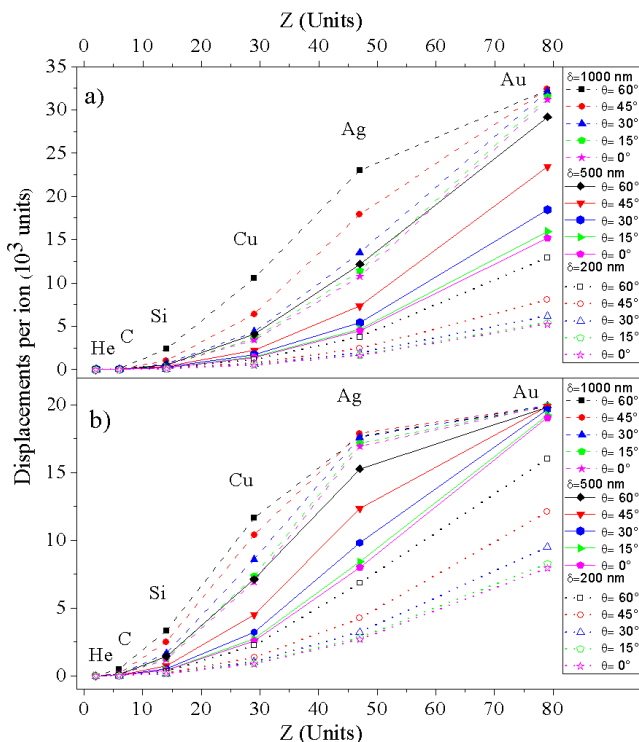 Z (Units)
0 10 20 30 40 50 60 70 80
Displacements per ion (10³ units)
35
30
25
20
15
10
5
0
a)
He
C
Si
Cu
Ag
Au
δ=1000 nm
θ= 60°
θ= 45°
θ= 30°
θ= 15°
θ= 0°
δ=500 nm
θ= 60°
θ= 45°
θ= 30°
θ= 15°
θ= 0°
δ=200 nm
θ= 60°
θ= 45°
θ= 30°
θ= 15°
θ= 0°
20
15
10
5
0
b)
He
C
Si
Cu
Ag
Au
δ=1000 nm
θ= 60°
θ= 45°
θ= 30°
θ= 15°
θ= 0°
δ=500 nm
θ= 60°
θ= 45°
θ= 30°
θ= 15°
θ= 0°
δ=200 nm
θ= 60°
θ= 45°
θ= 30°
θ= 15°
θ= 0°
0 10 20 30 40 50 60 70 80
Z (Units)